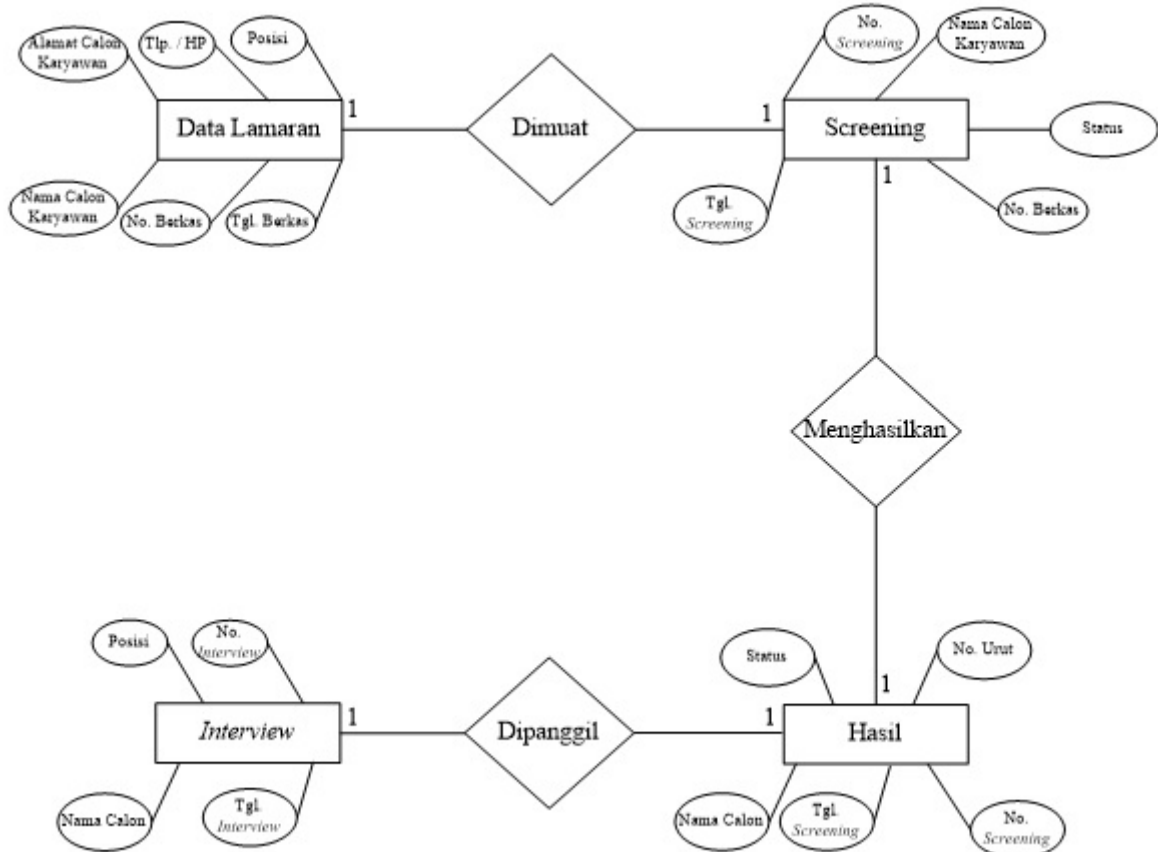 Alamat Calon
Karyawan
Tlp. / HP
Posisi
No.
Screening
Nama Calon
Karyawan
1
1
Data Lamaran
Dimuat
Screening
Status
1
Nama Calon
Karyawan
No. Berkas
Tgl. Berkas
Tgl.
Screening
No. Berkas
Menghasilkan
Posisi
No.
Interview
Status
No. Urut
1
1
1
Interview
Dipanggil
Hasil
Nama Calon
Tgl.
Interview
Nama Calon
Tgl.
Screening
No.
Screening